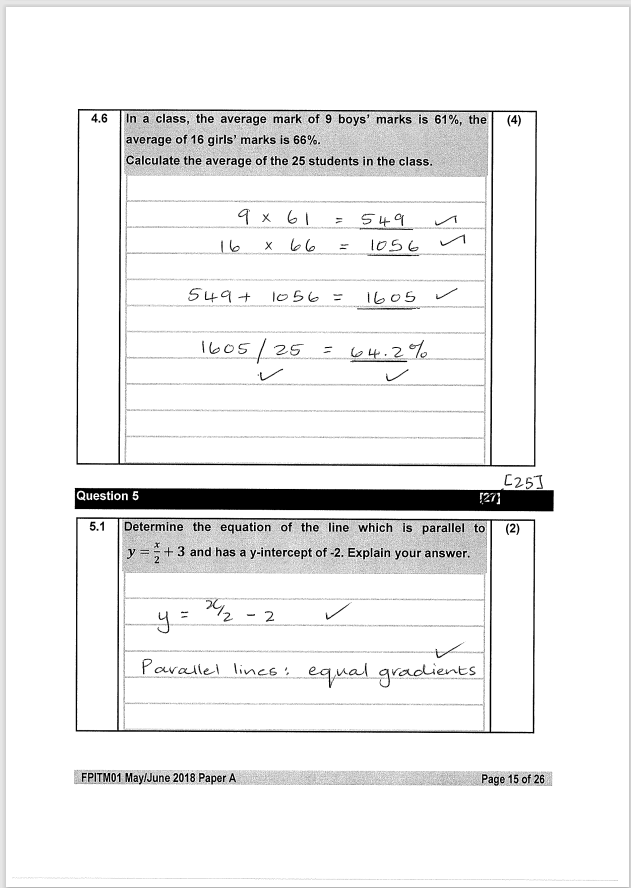 4.6 In a class, the average mark of 9 boys' marks is 61%, the (4)
average of 16 girls' marks is 66%.
Calculate the average of the 25 students in the class.
9 x 61 = 549 ✓
16 x 66 = 1056 ✓
549 + 1056 = 1605 ✓
1605 / 25 = 64.2%
✓ ✓
[25]
Question 5 [27]
5.1 Determine the equation of the line which is parallel to (2)
y = x/2 + 3 and has a y-intercept of -2. Explain your answer.
y = x/2 - 2 ✓
✓
Parallel lines: equal gradients
FPITM01 May/June 2018 Paper A Page 15 of 26